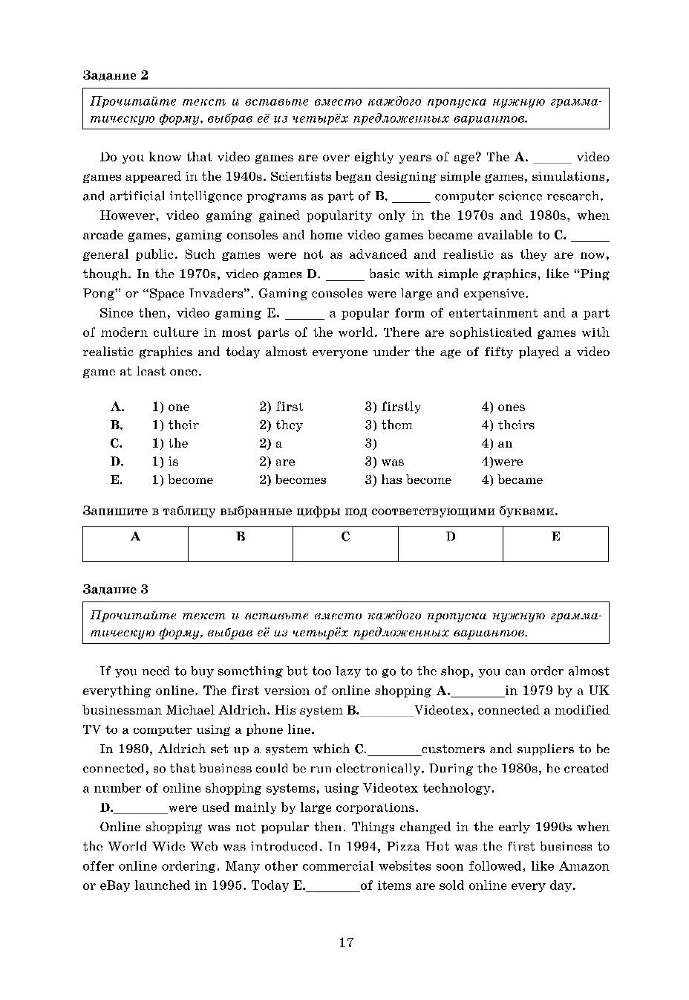 Задание 2
Прочитайте текст и вставьте вместо каждого пропуска нужную грамма-
тическую форму, выбрав её из четырёх предложенных вариантов.
Do you know that video games are over eighty years of age? The A. _____ video
games appeared in the 1940s. Scientists began designing simple games, simulations,
and artificial intelligence programs as part of B. _____ computer science research.
However, video gaming gained popularity only in the 1970s and 1980s, when
arcade games, gaming consoles and home video games became available to C. _____
general public. Such games were not as advanced and realistic as they are now,
though. In the 1970s, video games D. _____ basic with simple graphics, like “Ping
Pong” or “Space Invaders”. Gaming consoles were large and expensive.
Since then, video gaming E. _____ a popular form of entertainment and a part
of modern culture in most parts of the world. There are sophisticated games with
realistic graphics and today almost everyone under the age of fifty played a video
game at least once.
A. 1) one 2) first 3) firstly 4) ones
B. 1) their 2) they 3) them 4) theirs
C. 1) the 2) a 3) 4) an
D. 1) is 2) are 3) was 4)were
E. 1) become 2) becomes 3) has become 4) became
Запишите в таблицу выбранные цифры под соответствующими буквами.
A B C D E
Задание 3
Прочитайте текст и вставьте вместо каждого пропуска нужную грамма-
тическую форму, выбрав её из четырёх предложенных вариантов.
If you need to buy something but too lazy to go to the shop, you can order almost
everything online. The first version of online shopping A._______in 1979 by a UK
businessman Michael Aldrich. His system B._______Videotex, connected a modified
TV to a computer using a phone line.
In 1980, Aldrich set up a system which C._______customers and suppliers to be
connected, so that business could be run electronically. During the 1980s, he created
a number of online shopping systems, using Videotex technology.
D._______were used mainly by large corporations.
Online shopping was not popular then. Things changed in the early 1990s when
the World Wide Web was introduced. In 1994, Pizza Hut was the first business to
offer online ordering. Many other commercial websites soon followed, like Amazon
or eBay launched in 1995. Today E._______of items are sold online every day.
17